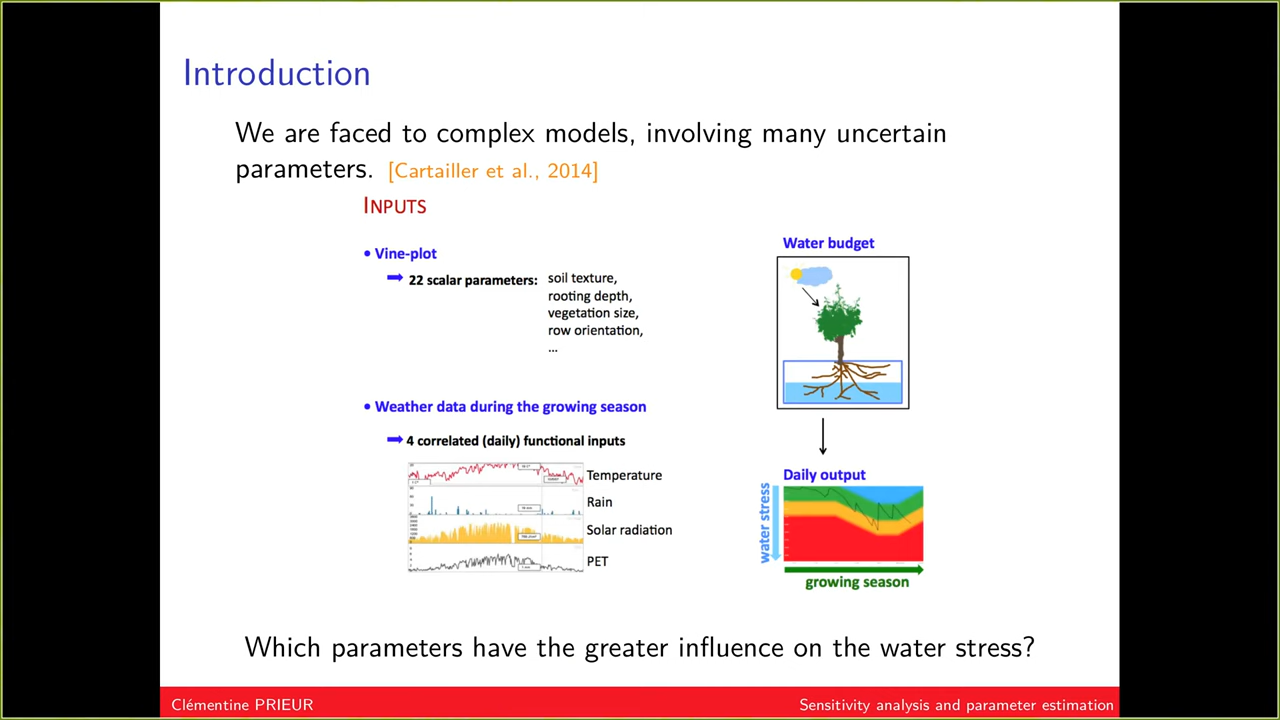 Introduction
We are faced to complex models, involving many uncertain
parameters. [Cartailler et al., 2014]
INPUTS
• Vine-plot
➡ 22 scalar parameters: soil texture,
rooting depth,
vegetation size,
row orientation,
...
• Weather data during the growing season
➡ 4 correlated (daily) functional inputs
Temperature
Rain
Solar radiation
PET
Water budget
Daily output
water stress
growing season
Which parameters have the greater influence on the water stress?
Clémentine PRIEUR
Sensitivity analysis and parameter estimation